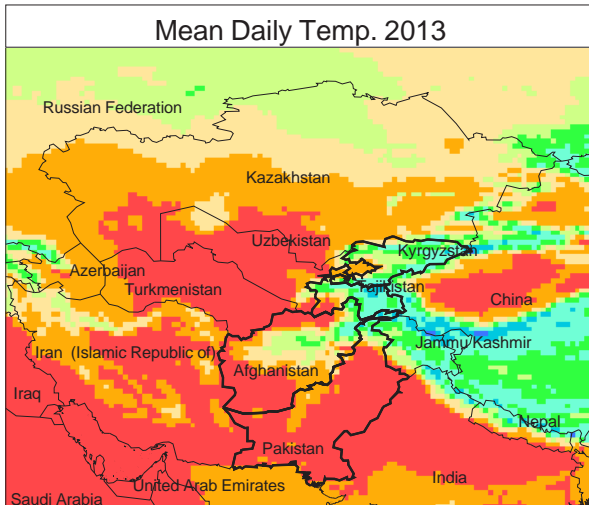 Mean Daily Temp. 2013
Russian Federation
Kazakhstan
Uzbekistan
Kyrgyzstan
Azerbaijan
Turkmenistan
Tajikistan
China
Iran (Islamic Republic of)
Jammu/Kashmir
Afghanistan
Iraq
Nepal
Pakistan
India
United Arab Emirates
Saudi Arabia